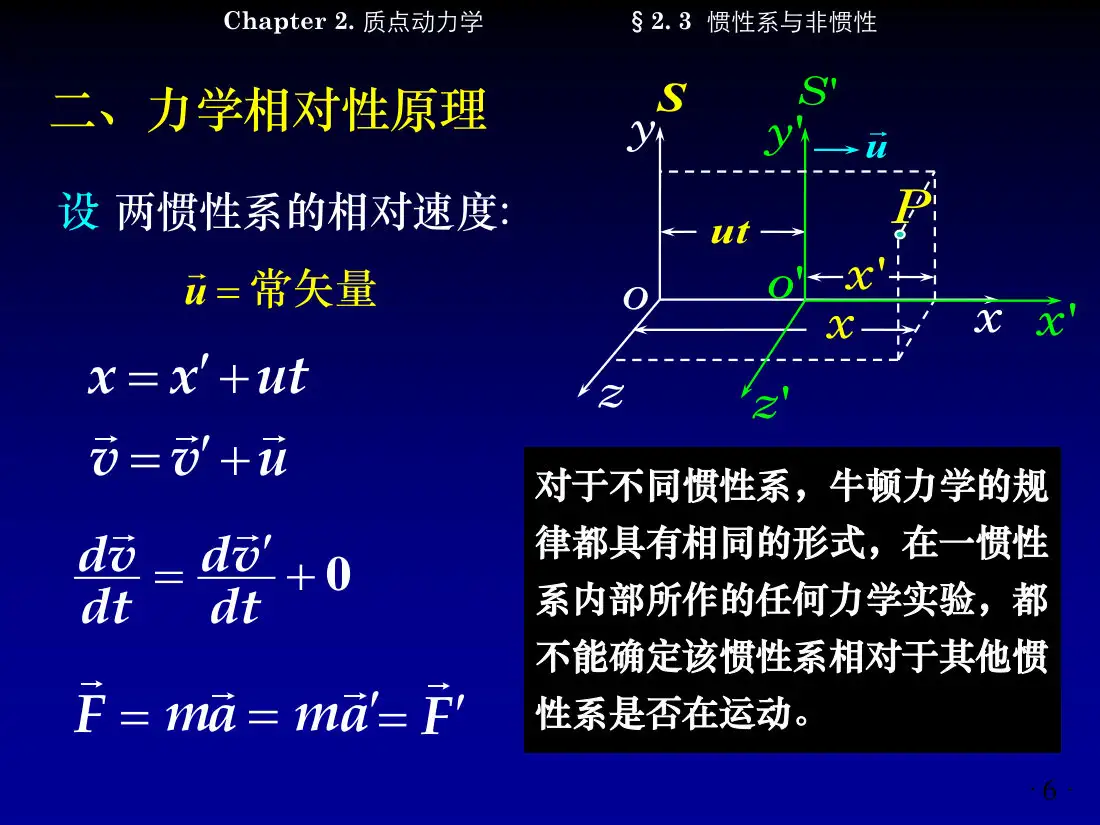 Chapter 2. 质点动力学 § 2. 3 惯性系与非惯性
二、力学相对性原理
设 两惯性系的相对速度:
u⃗ = 常矢量
x = x′ + ut
v⃗ = v⃗′ + u⃗
dv⃗/dt = dv⃗′/dt + 0
F⃗ = ma⃗ = ma⃗′ = F⃗′
S S'
y y' u⃗
P
ut
x'
O O'
x x x'
z z'
对于不同惯性系，牛顿力学的规
律都具有相同的形式，在一惯性
系内部所作的任何力学实验，都
不能确定该惯性系相对于其他惯
性系是否在运动。
· 6 ·